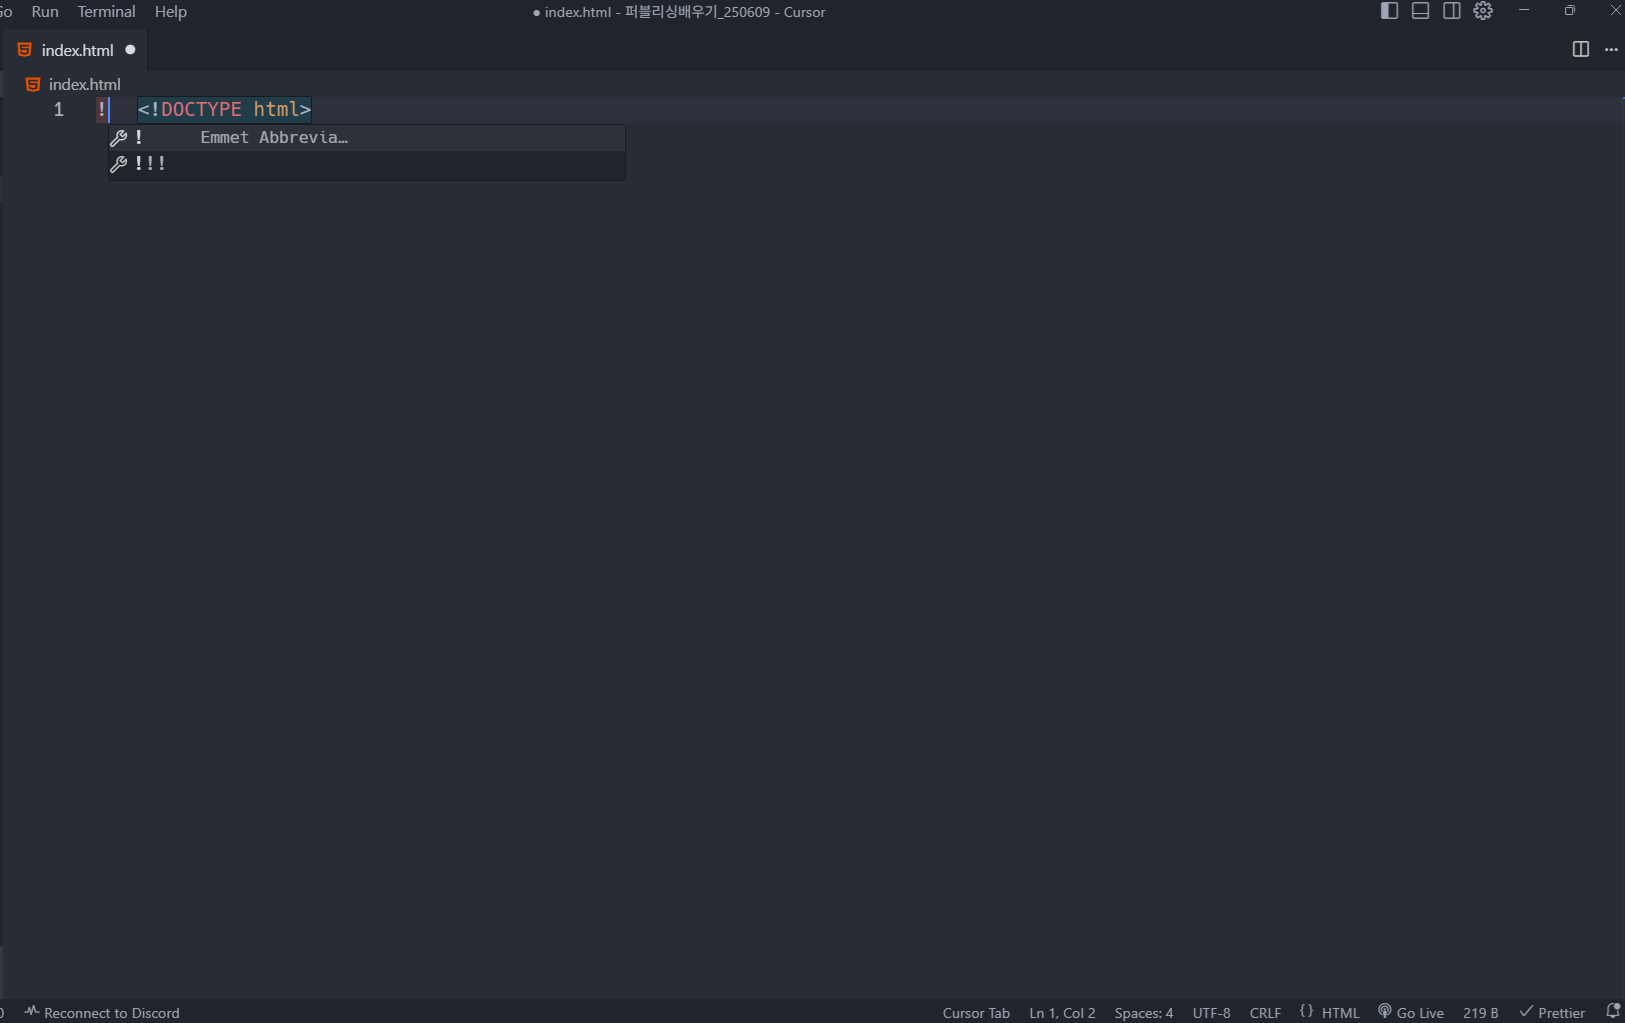 Go Run Terminal Help
● index.html - 퍼블리싱배우기_250609 - Cursor
index.html ●
index.html
1 ! <!DOCTYPE html>
! Emmet Abbrevia…
!!!
0 Reconnect to Discord
Cursor Tab Ln 1, Col 2 Spaces: 4 UTF-8 CRLF {} HTML Go Live 219 B ✓ Prettier